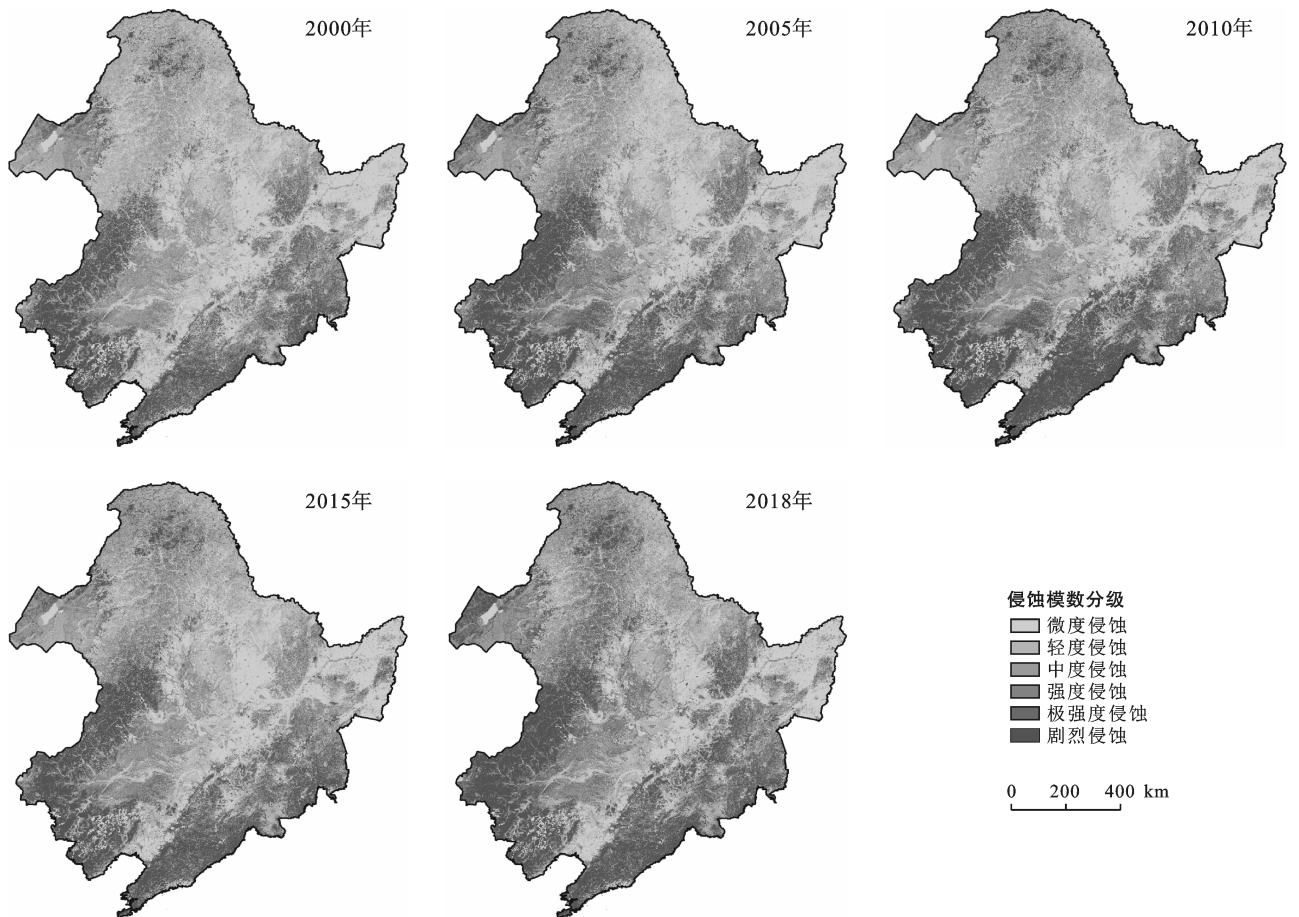 2000年
2005年
2010年
2015年
2018年
侵蚀模数分级
微度侵蚀
轻度侵蚀
中度侵蚀
强度侵蚀
极强度侵蚀
剧烈侵蚀
0 200 400 km